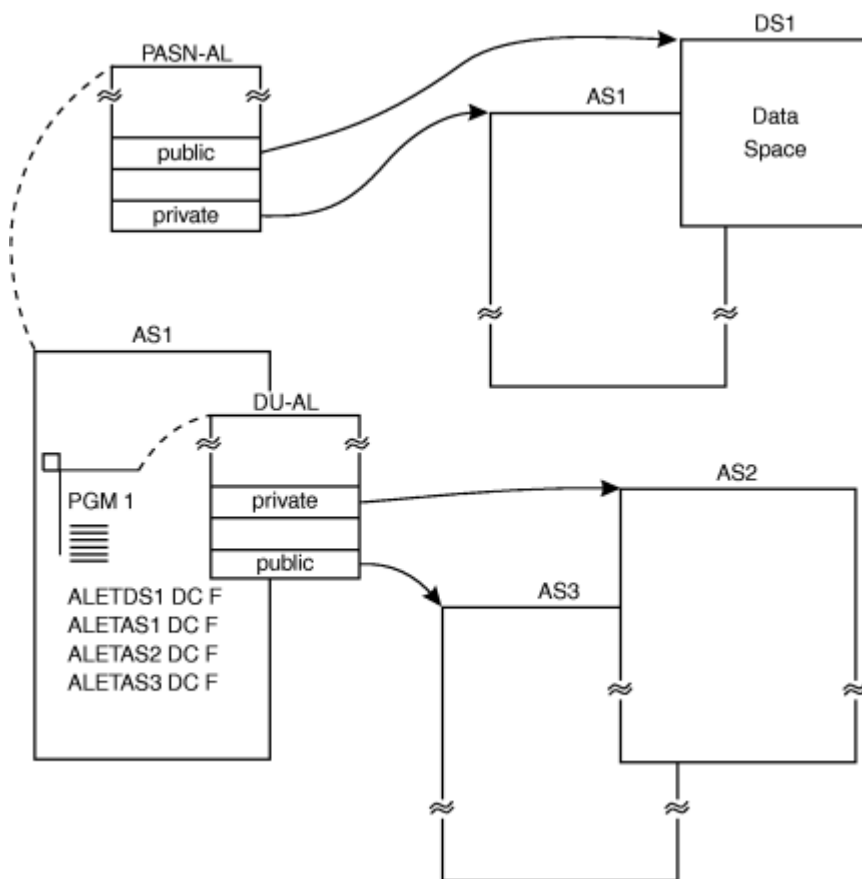 DS1
PASN-AL
AS1
Data
Space
public
private
AS1
DU-AL
AS2
PGM 1
private
public
AS3
ALETDS1 DC F
ALETAS1 DC F
ALETAS2 DC F
ALETAS3 DC F